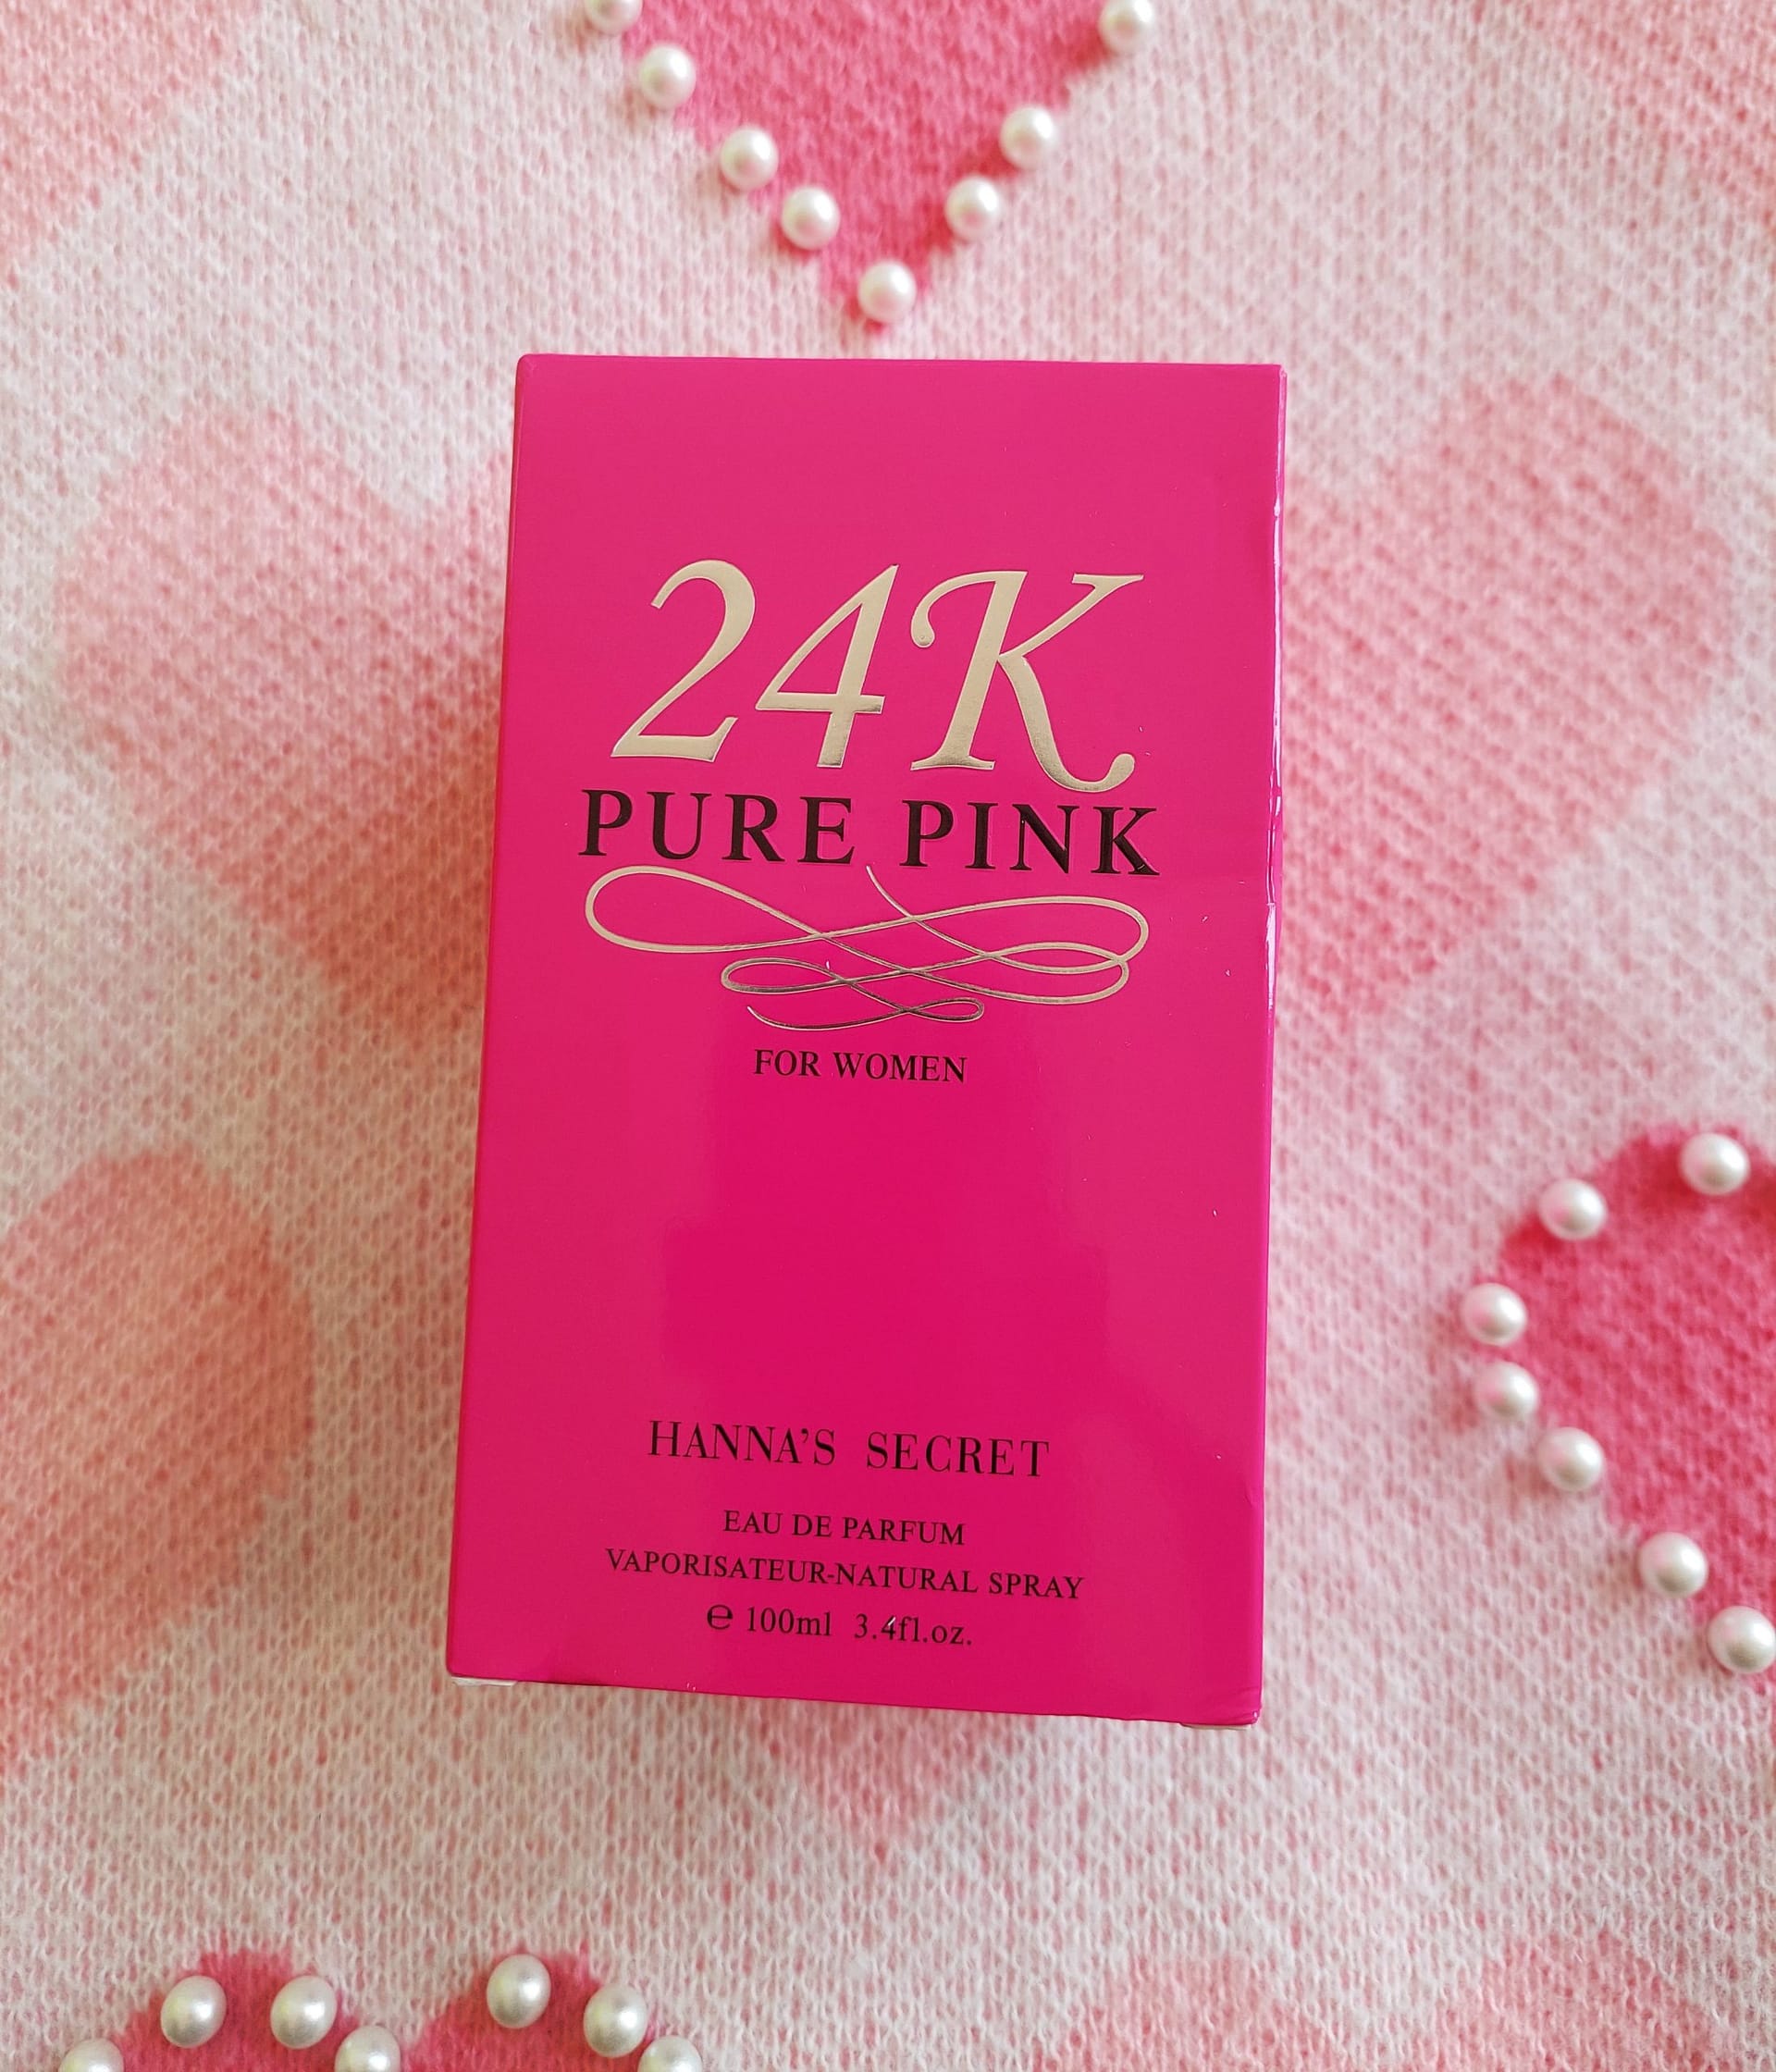 24K
PURE PINK
FOR WOMEN
HANNA'S SECRET
EAU DE PARFUM
VAPORISATEUR-NATURAL SPRAY
℮ 100ml 3.4fl.oz.